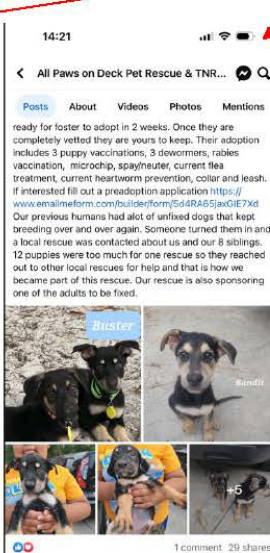 14:21
All Paws on Deck Pet Rescue & TNR...
Posts About Videos Photos Mentions
ready for foster to adopt in 2 weeks. Once they are
completely vetted they are yours to keep. Their adoption
includes 3 puppy vaccinations, 3 dewormers, rabies
vaccination, microchip, spay/neuter, current flea
treatment, current heartworm prevention, collar and leash.
If interested fill out a preadoption application https://
www.emailmeform.com/builder/form/5d4RA65jaxGIE7Xd
Our previous humans had alot of unfixed dogs that kept
breeding over and over again. Someone turned them in and
a local rescue was contacted about us and our 8 siblings.
12 puppies were too much for one rescue so they reached
out to other local rescues for help and that is how we
became part of this rescue. Our rescue is also sponsoring
one of the adults to be fixed.
Buster
Bandit
+5
1 comment 29 shares